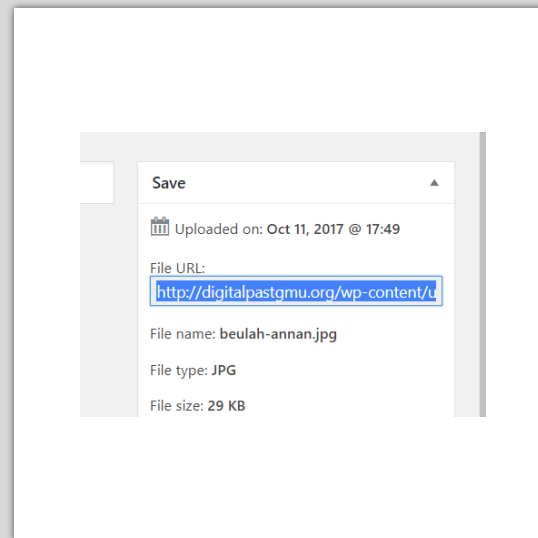 Save
Uploaded on: Oct 11, 2017 @ 17:49
File URL:
http://digitalpastgmu.org/wp-content/u
File name: beulah-annan.jpg
File type: JPG
File size: 29 KB